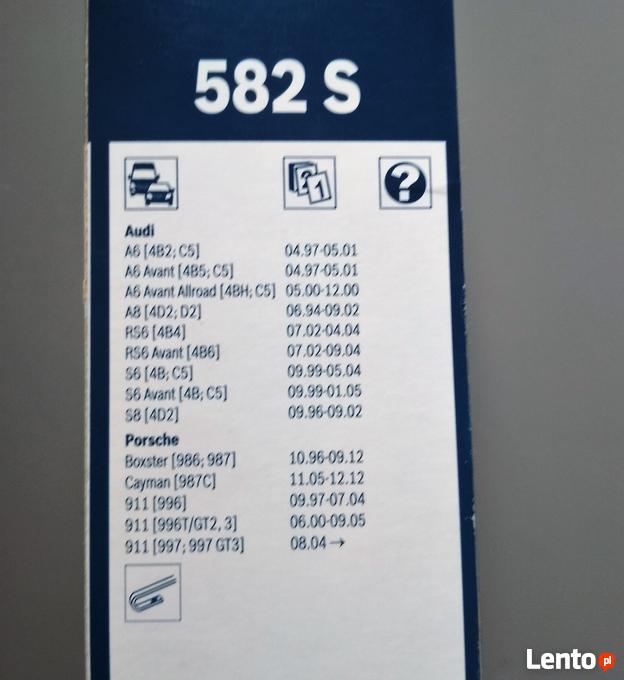 582 S
?
1
Audi
A6 [4B2; C5] 04.97-05.01
A6 Avant [4B5; C5] 04.97-05.01
A6 Avant Allroad [4BH; C5] 05.00-12.00
A8 [4D2; D2] 06.94-09.02
RS6 [4B4] 07.02-04.04
RS6 Avant [4B6] 07.02-09.04
S6 [4B; C5] 09.99-05.04
S6 Avant [4B; C5] 09.99-01.05
S8 [4D2] 09.96-09.02
Porsche
Boxster [986; 987] 10.96-09.12
Cayman [987C] 11.05-12.12
911 [996] 09.97-07.04
911 [996T/GT2, 3] 06.00-09.05
911 [997; 997 GT3] 08.04 →
Lento pl